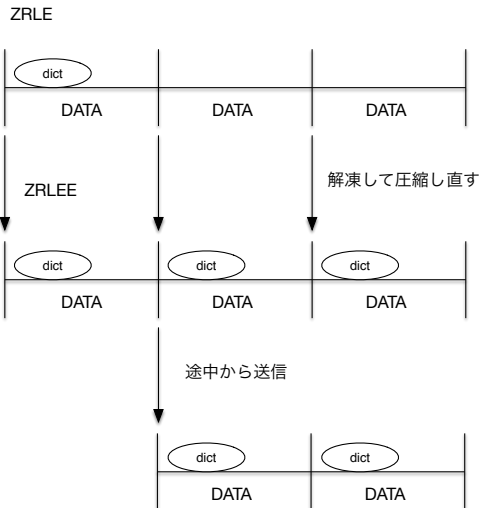 ZRLE
dict
DATA DATA DATA
解凍して圧縮し直す
ZRLEE
dict dict dict
DATA DATA DATA
途中から送信
dict dict
DATA DATA